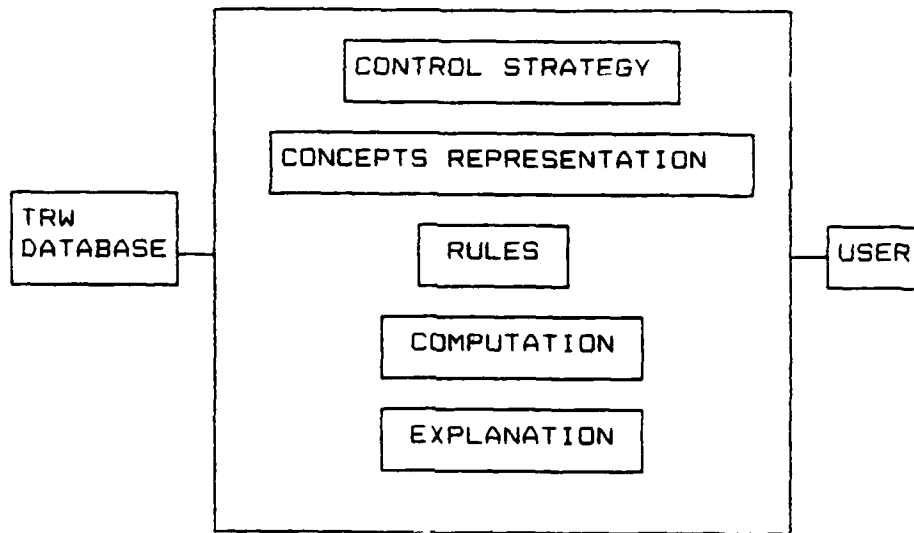 CONTROL STRATEGY
CONCEPTS REPRESENTATION
TRW
DATABASE
RULES
USER
COMPUTATION
EXPLANATION